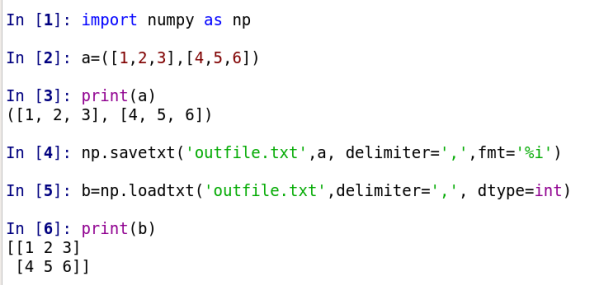 In [1]: import numpy as np
In [2]: a=([1,2,3],[4,5,6])
In [3]: print(a)
([1, 2, 3], [4, 5, 6])
In [4]: np.savetxt('outfile.txt',a, delimiter=',',fmt='%i')
In [5]: b=np.loadtxt('outfile.txt',delimiter=',', dtype=int)
In [6]: print(b)
[[1 2 3]
 [4 5 6]]